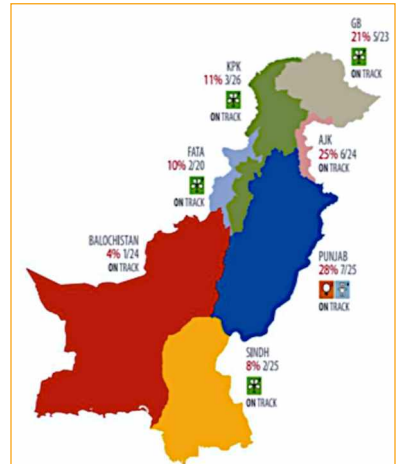 GB
21% 5/23
ON TRACK
KPK
11% 3/26
ON TRACK
AJK
25% 6/24
ON TRACK
FATA
10% 2/20
ON TRACK
BALOCHISTAN
4% 1/24
ON TRACK
PUNJAB
28% 7/25
ON TRACK
SINDH
8% 2/25
ON TRACK